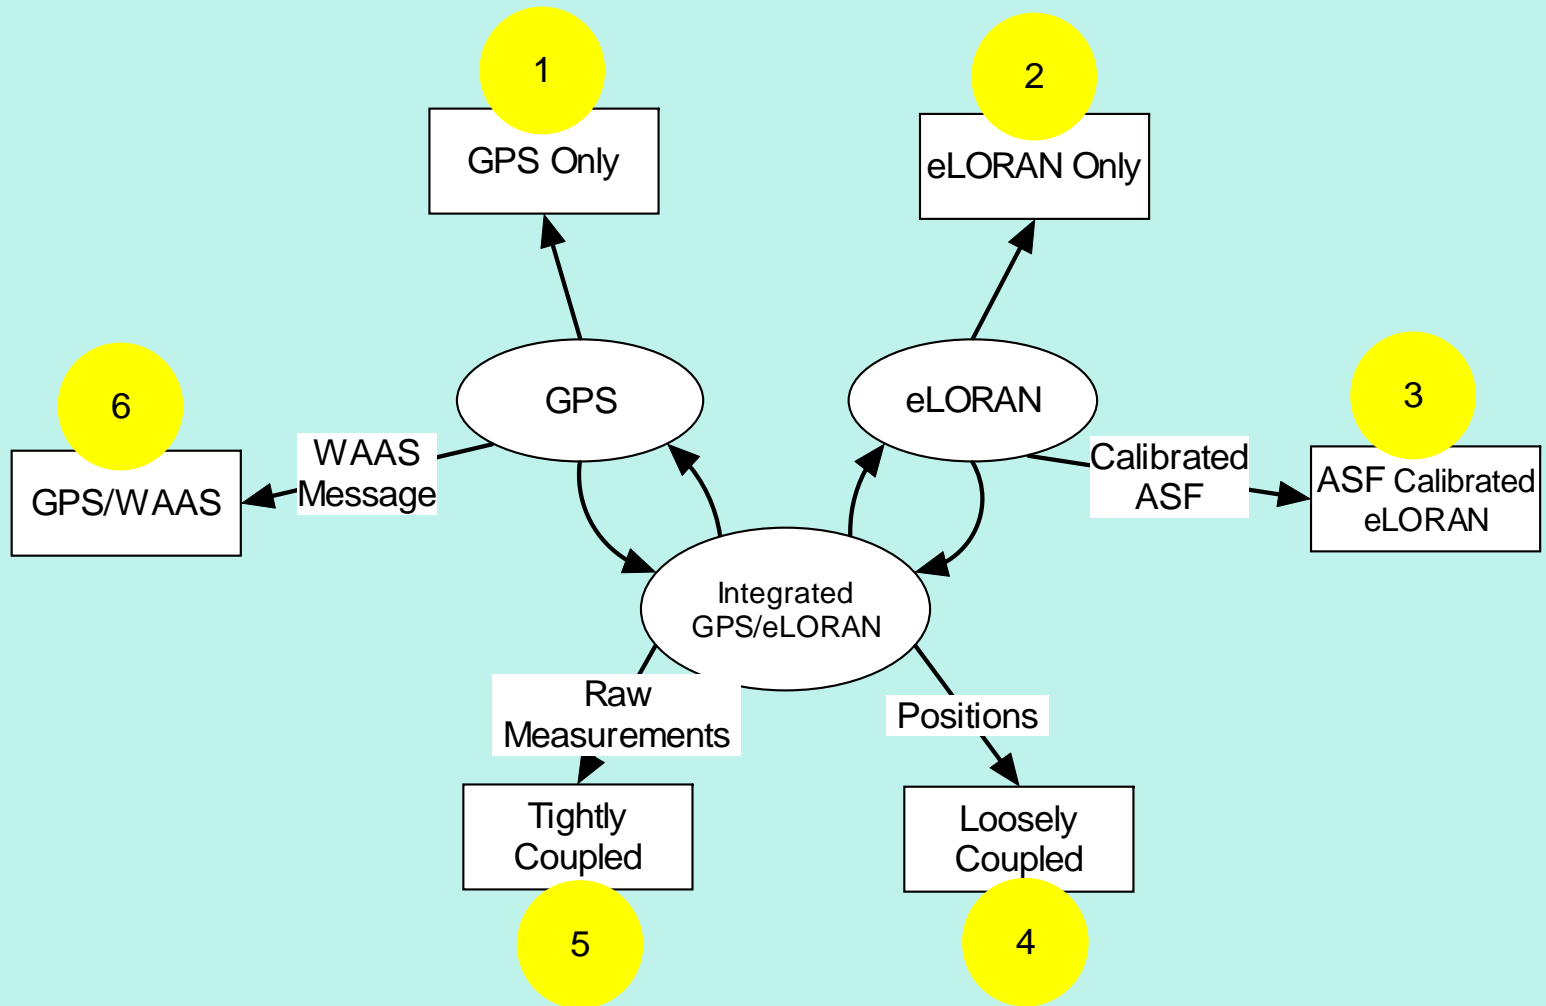 1
GPS Only
2
eLORAN Only
6
GPS/WAAS
WAAS
Message
GPS
eLORAN
Calibrated
ASF
3
ASF Calibrated
eLORAN
Integrated
GPS/eLORAN
Raw
Measurements
Positions
Tightly
Coupled
5
Loosely
Coupled
4